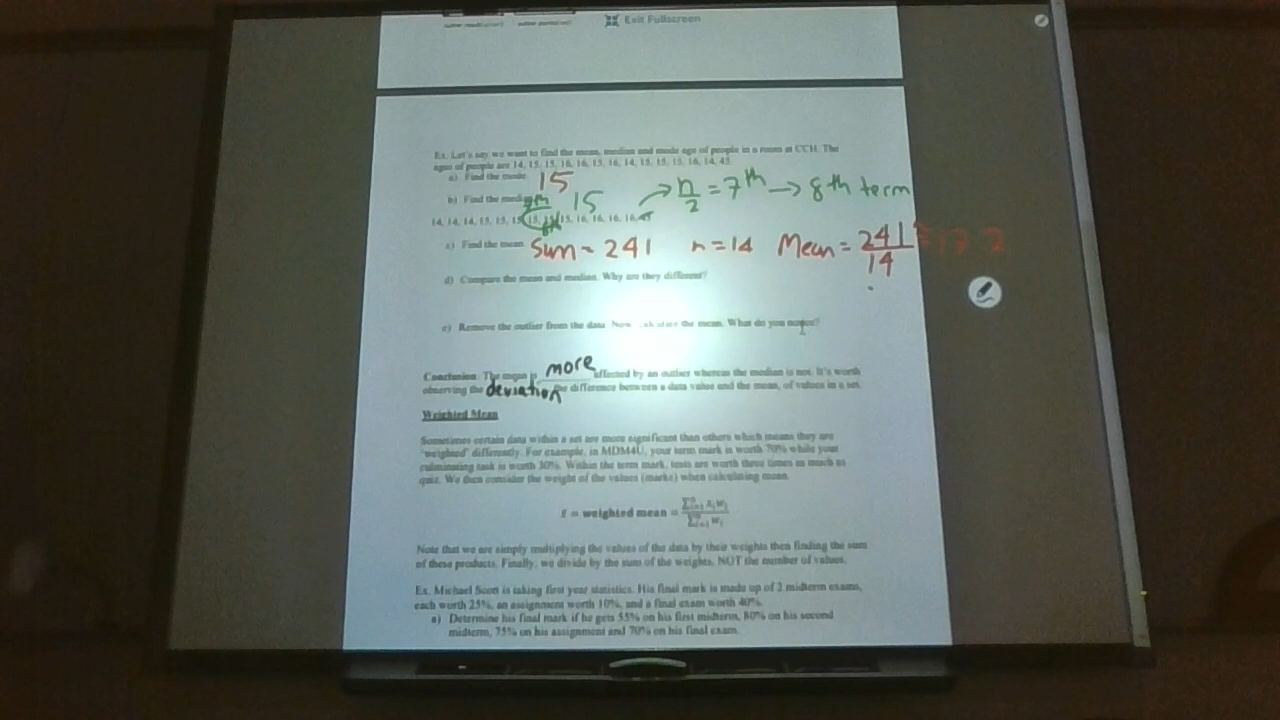 Exit Fullscreen
Ex. Let's say we want to find the mean, median and mode age of people in a room at CCH. The
ages of people are 14, 15, 15, 16, 16, 15, 16, 14, 15, 15, 15, 16, 14, 45.
a) Find the mode. 15
b) Find the median 15 → n/2 = 7th → 8th term
14, 14, 14, 15, 15, 15, 15, 15, 15, 16, 16, 16, 16, 45
c) Find the mean. Sum = 241 n = 14 Mean = 241/14 = 17.2
d) Compare the mean and median. Why are they different?
e) Remove the outlier from the data. Now the mean. What do you notice?
Conclusion: The mean is more affected by an outlier whereas the median is not. It's worth
observing the deviation the difference between a data value and the mean, of values in a set.
Weighted Mean
Sometimes certain data within a set are more significant than others which means they are
"weighted" differently. For example, in MDM4U, your term mark is worth 70% while your
culminating task is worth 30%. Within the term mark, tests are worth three times as much as
quiz. We then consider the weight of the values (marks) when calculating mean.
x̄ = weighted mean = Σⁿᵢ₌₁ xᵢwᵢ / Σⁿᵢ₌₁ wᵢ
Note that we are simply multiplying the values of the data by their weights then finding the sum
of these products. Finally, we divide by the sum of the weights, NOT the number of values.
Ex. Michael Scott is taking first year statistics. His final mark is made up of 2 midterm exams,
each worth 25%, an assignment worth 10%, and a final exam worth 40%.
a) Determine his final mark if he gets 55% on his first midterm, 80% on his second
midterm, 75% on his assignment and 70% on his final exam.